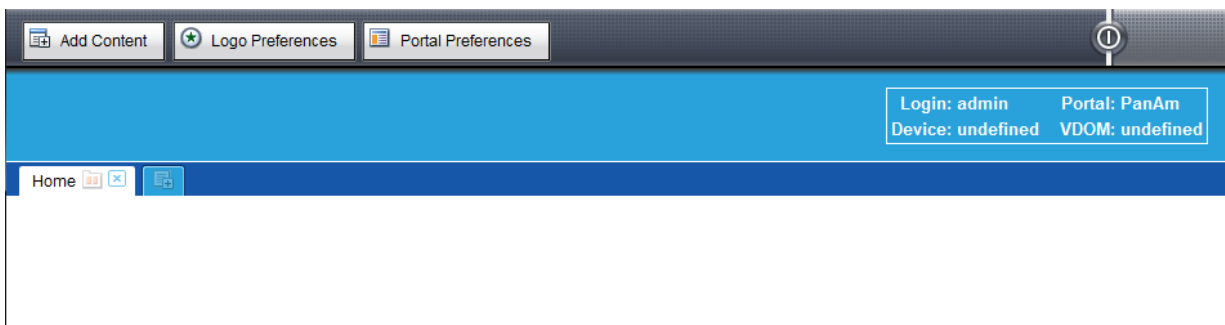 Add Content Logo Preferences Portal Preferences
Login: admin Portal: PanAm
Device: undefined VDOM: undefined
Home